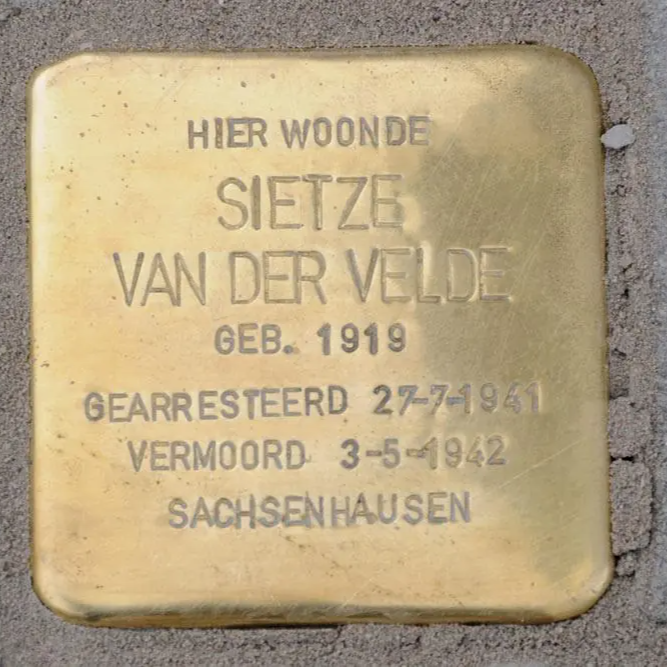 HIER WOONDE
SIETZE
VAN DER VELDE
GEB. 1919
GEARRESTEERD 27-7-1941
VERMOORD 3-5-1942
SACHSENHAUSEN